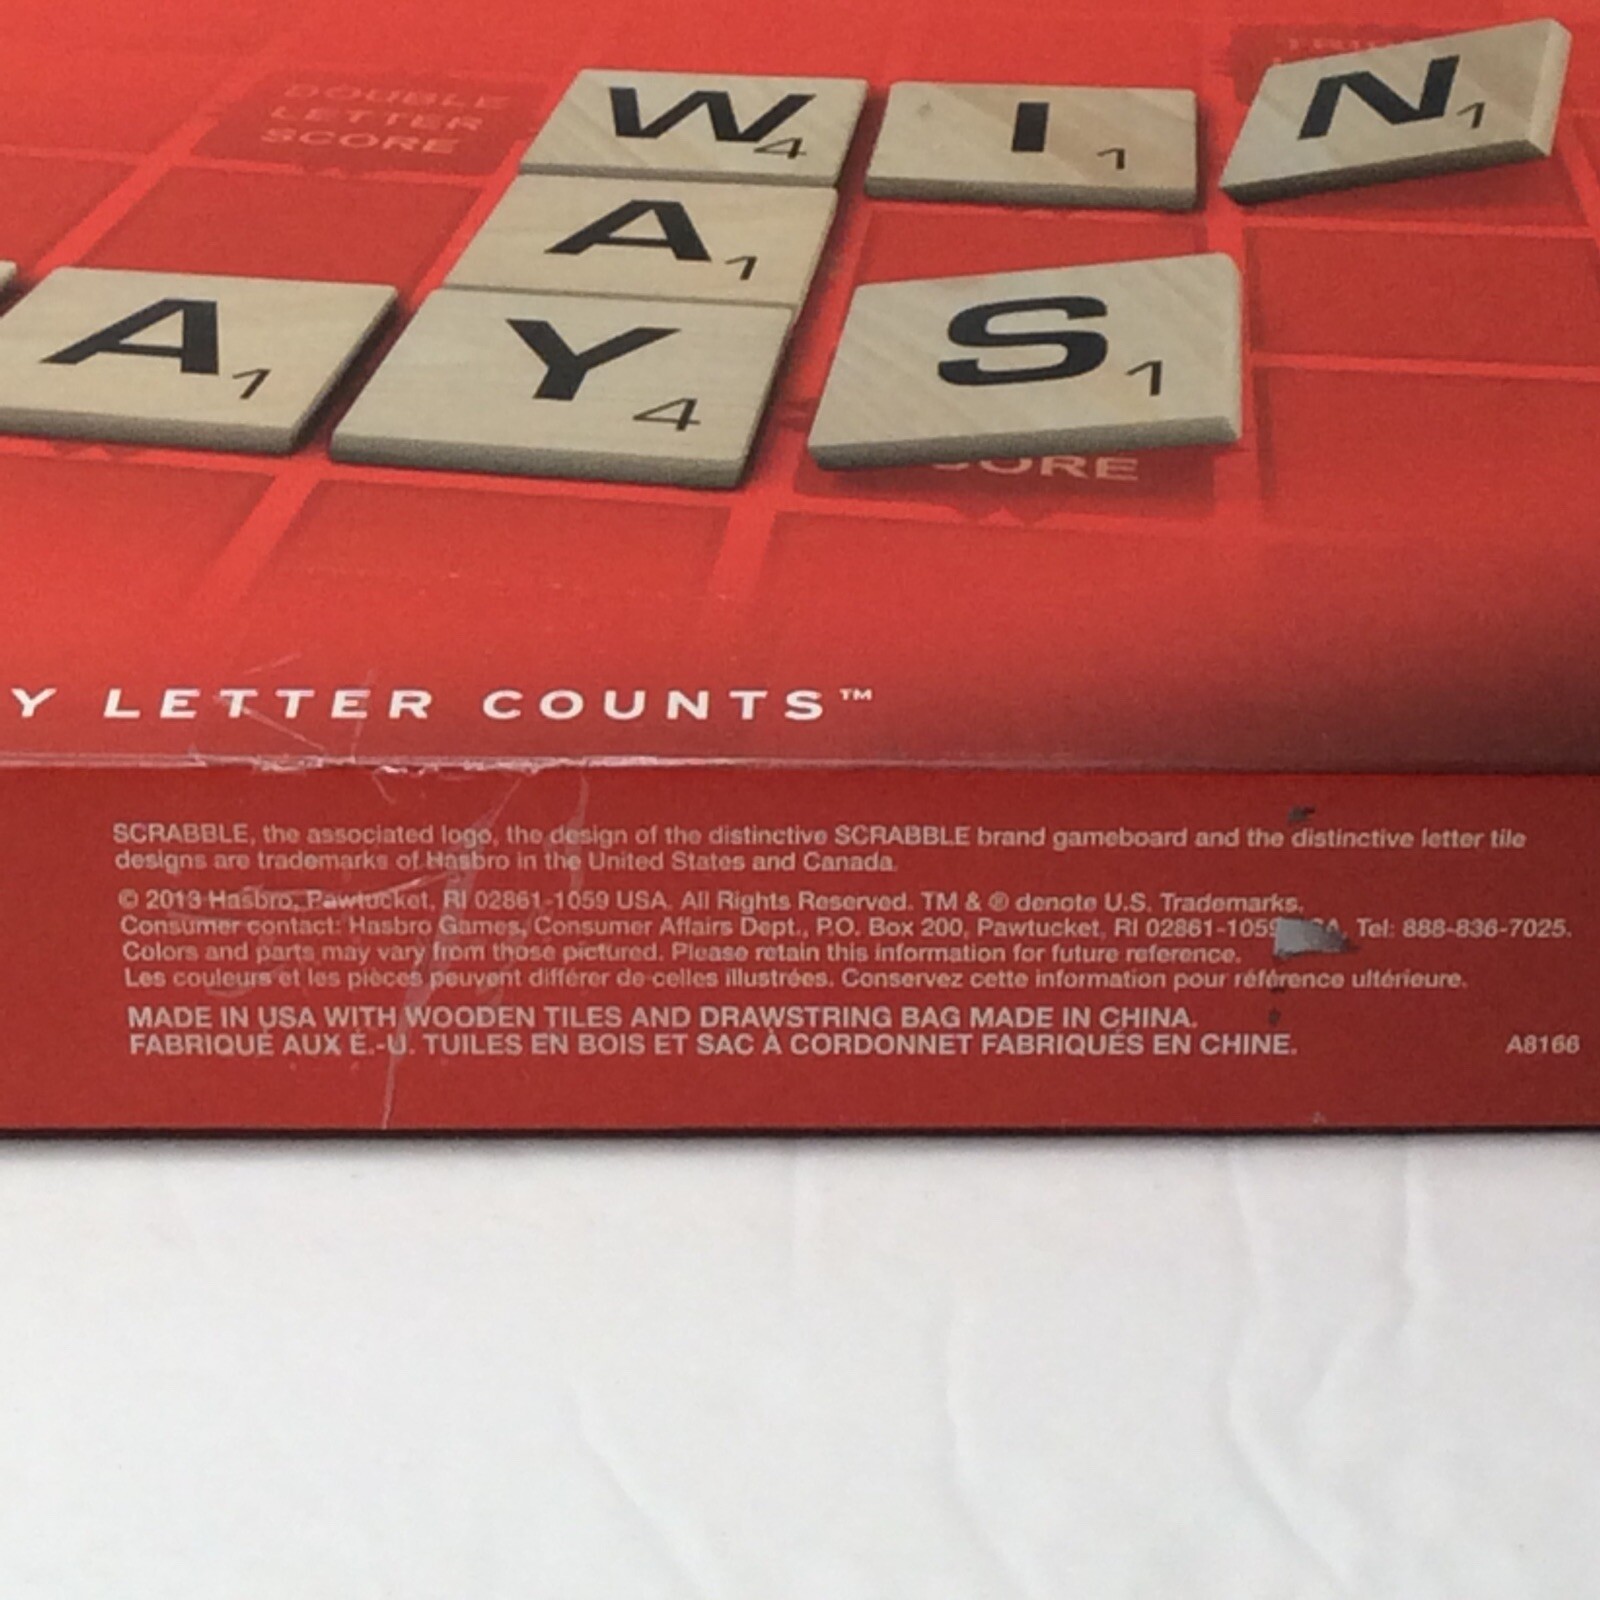 DOUBLE
LETTER
SCORE
W4 I1 N1
A1
A1 Y4 S1
Y LETTER COUNTS™
SCRABBLE, the associated logo, the design of the distinctive SCRABBLE brand gameboard and the distinctive letter tile
designs are trademarks of Hasbro in the United States and Canada.
© 2013 Hasbro, Pawtucket, RI 02861-1059 USA. All Rights Reserved. TM & ® denote U.S. Trademarks.
Consumer contact: Hasbro Games, Consumer Affairs Dept., P.O. Box 200, Pawtucket, RI 02861-1059 Tel: 888-836-7025.
Colors and parts may vary from those pictured. Please retain this information for future reference.
Les couleurs et les pièces peuvent différer de celles illustrées. Conservez cette information pour référence ultérieure.
MADE IN USA WITH WOODEN TILES AND DRAWSTRING BAG MADE IN CHINA.
FABRIQUÉ AUX É.-U. TUILES EN BOIS ET SAC À CORDONNET FABRIQUÉS EN CHINE.
A8166